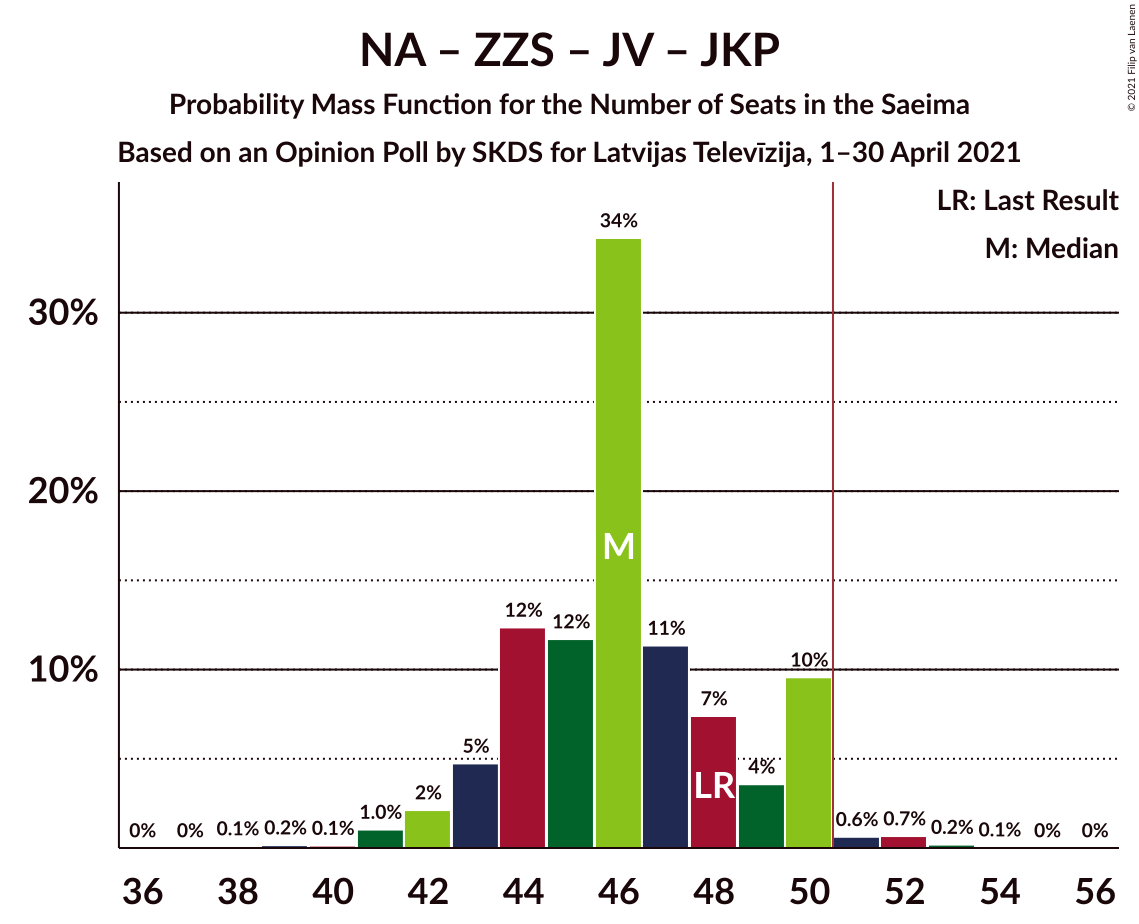 NA – ZZS – JV – JKP
Probability Mass Function for the Number of Seats in the Saeima
Based on an Opinion Poll by SKDS for Latvijas Televīzija, 1–30 April 2021
© 2021 Filip van Laenen
LR: Last Result
M: Median
30%
20%
10%
0%
0%
0.1%
0.2%
0.1%
1.0%
2%
5%
12%
12%
34%
11%
7%
4%
10%
0.6%
0.7%
0.2%
0.1%
0%
0%
M
LR
36 38 40 42 44 46 48 50 52 54 56